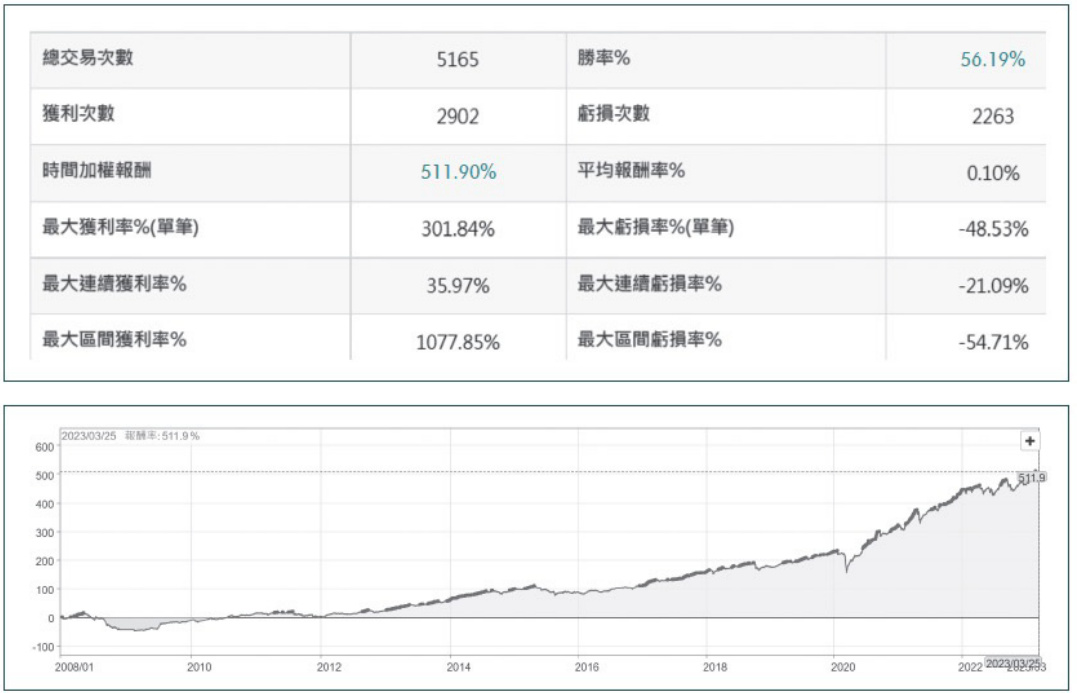 總交易次數 5165 勝率% 56.19%
獲利次數 2902 虧損次數 2263
時間加權報酬 511.90% 平均報酬率% 0.10%
最大獲利率%(單筆) 301.84% 最大虧損率%(單筆) -48.53%
最大連續獲利率% 35.97% 最大連續虧損率% -21.09%
最大區間獲利率% 1077.85% 最大區間虧損率% -54.71%
2023/03/25 報酬率: 511.9 %
600
500
511.9
400
300
200
100
0
-100
2008/01 2010 2012 2014 2016 2018 2020 2022 2023/03/25